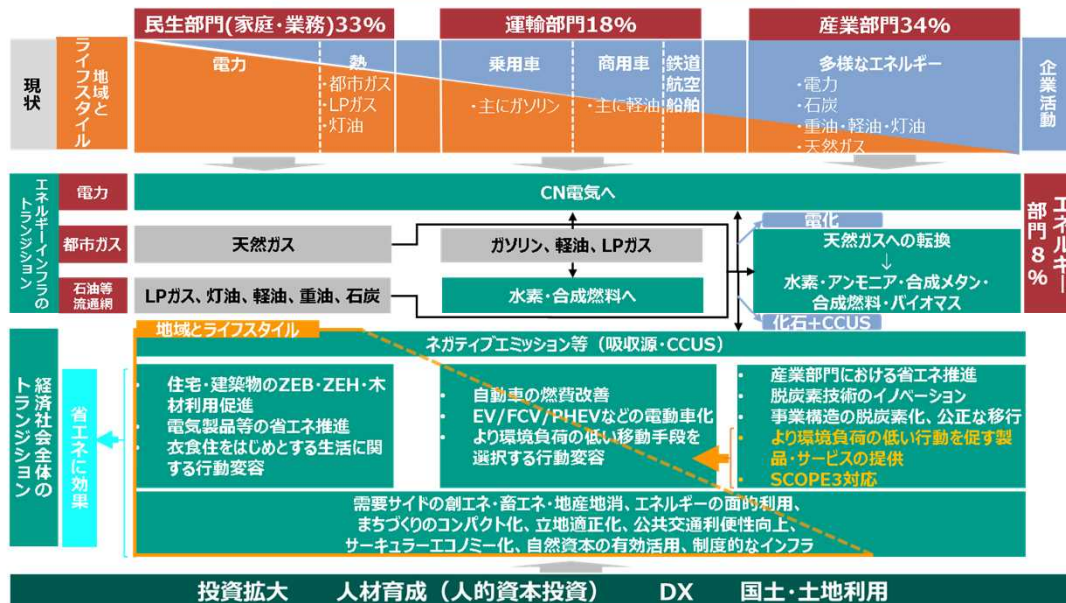 民生部門(家庭・業務)33%
運輸部門18%
産業部門34%
現状
地域と
ライフスタイル
電力
熱
・都市ガス
・LPガス
・灯油
乗用車
・主にガソリン
商用車
・主に軽油
鉄道
航空
船舶
多様なエネルギー
・電力
・石炭
・重油・軽油・灯油
・天然ガス
企業活動
エネルギーインフラの
トランジション
電力
CN電気へ
エネルギー
部門8%
都市ガス
天然ガス
ガソリン、軽油、LPガス
電化
天然ガスへの転換
↓
水素・アンモニア・合成メタン・
合成燃料・バイオマス
石油等
流通網
LPガス、灯油、軽油、重油、石炭
水素・合成燃料へ
化石+CCUS
経済社会全体の
トランジション
省エネに効果
地域とライフスタイル
ネガティブエミッション等（吸収源・CCUS）
• 住宅・建築物のZEB・ZEH・木
材利用促進
• 電気製品等の省エネ推進
• 衣食住をはじめとする生活に関
する行動変容
• 自動車の燃費改善
• EV/FCV/PHEVなどの電動車化
• より環境負荷の低い移動手段を
選択する行動変容
• 産業部門における省エネ推進
• 脱炭素技術のイノベーション
• 事業構造の脱炭素化、公正な移行
• より環境負荷の低い行動を促す製
品・サービスの提供
• SCOPE3対応
需要サイドの創エネ・畜エネ・地産地消、エネルギーの面的利用、
まちづくりのコンパクト化、立地適正化、公共交通利便性向上、
サーキュラーエコノミー化、自然資本の有効活用、制度的なインフラ
投資拡大 人材育成（人的資本投資） DX 国土・土地利用